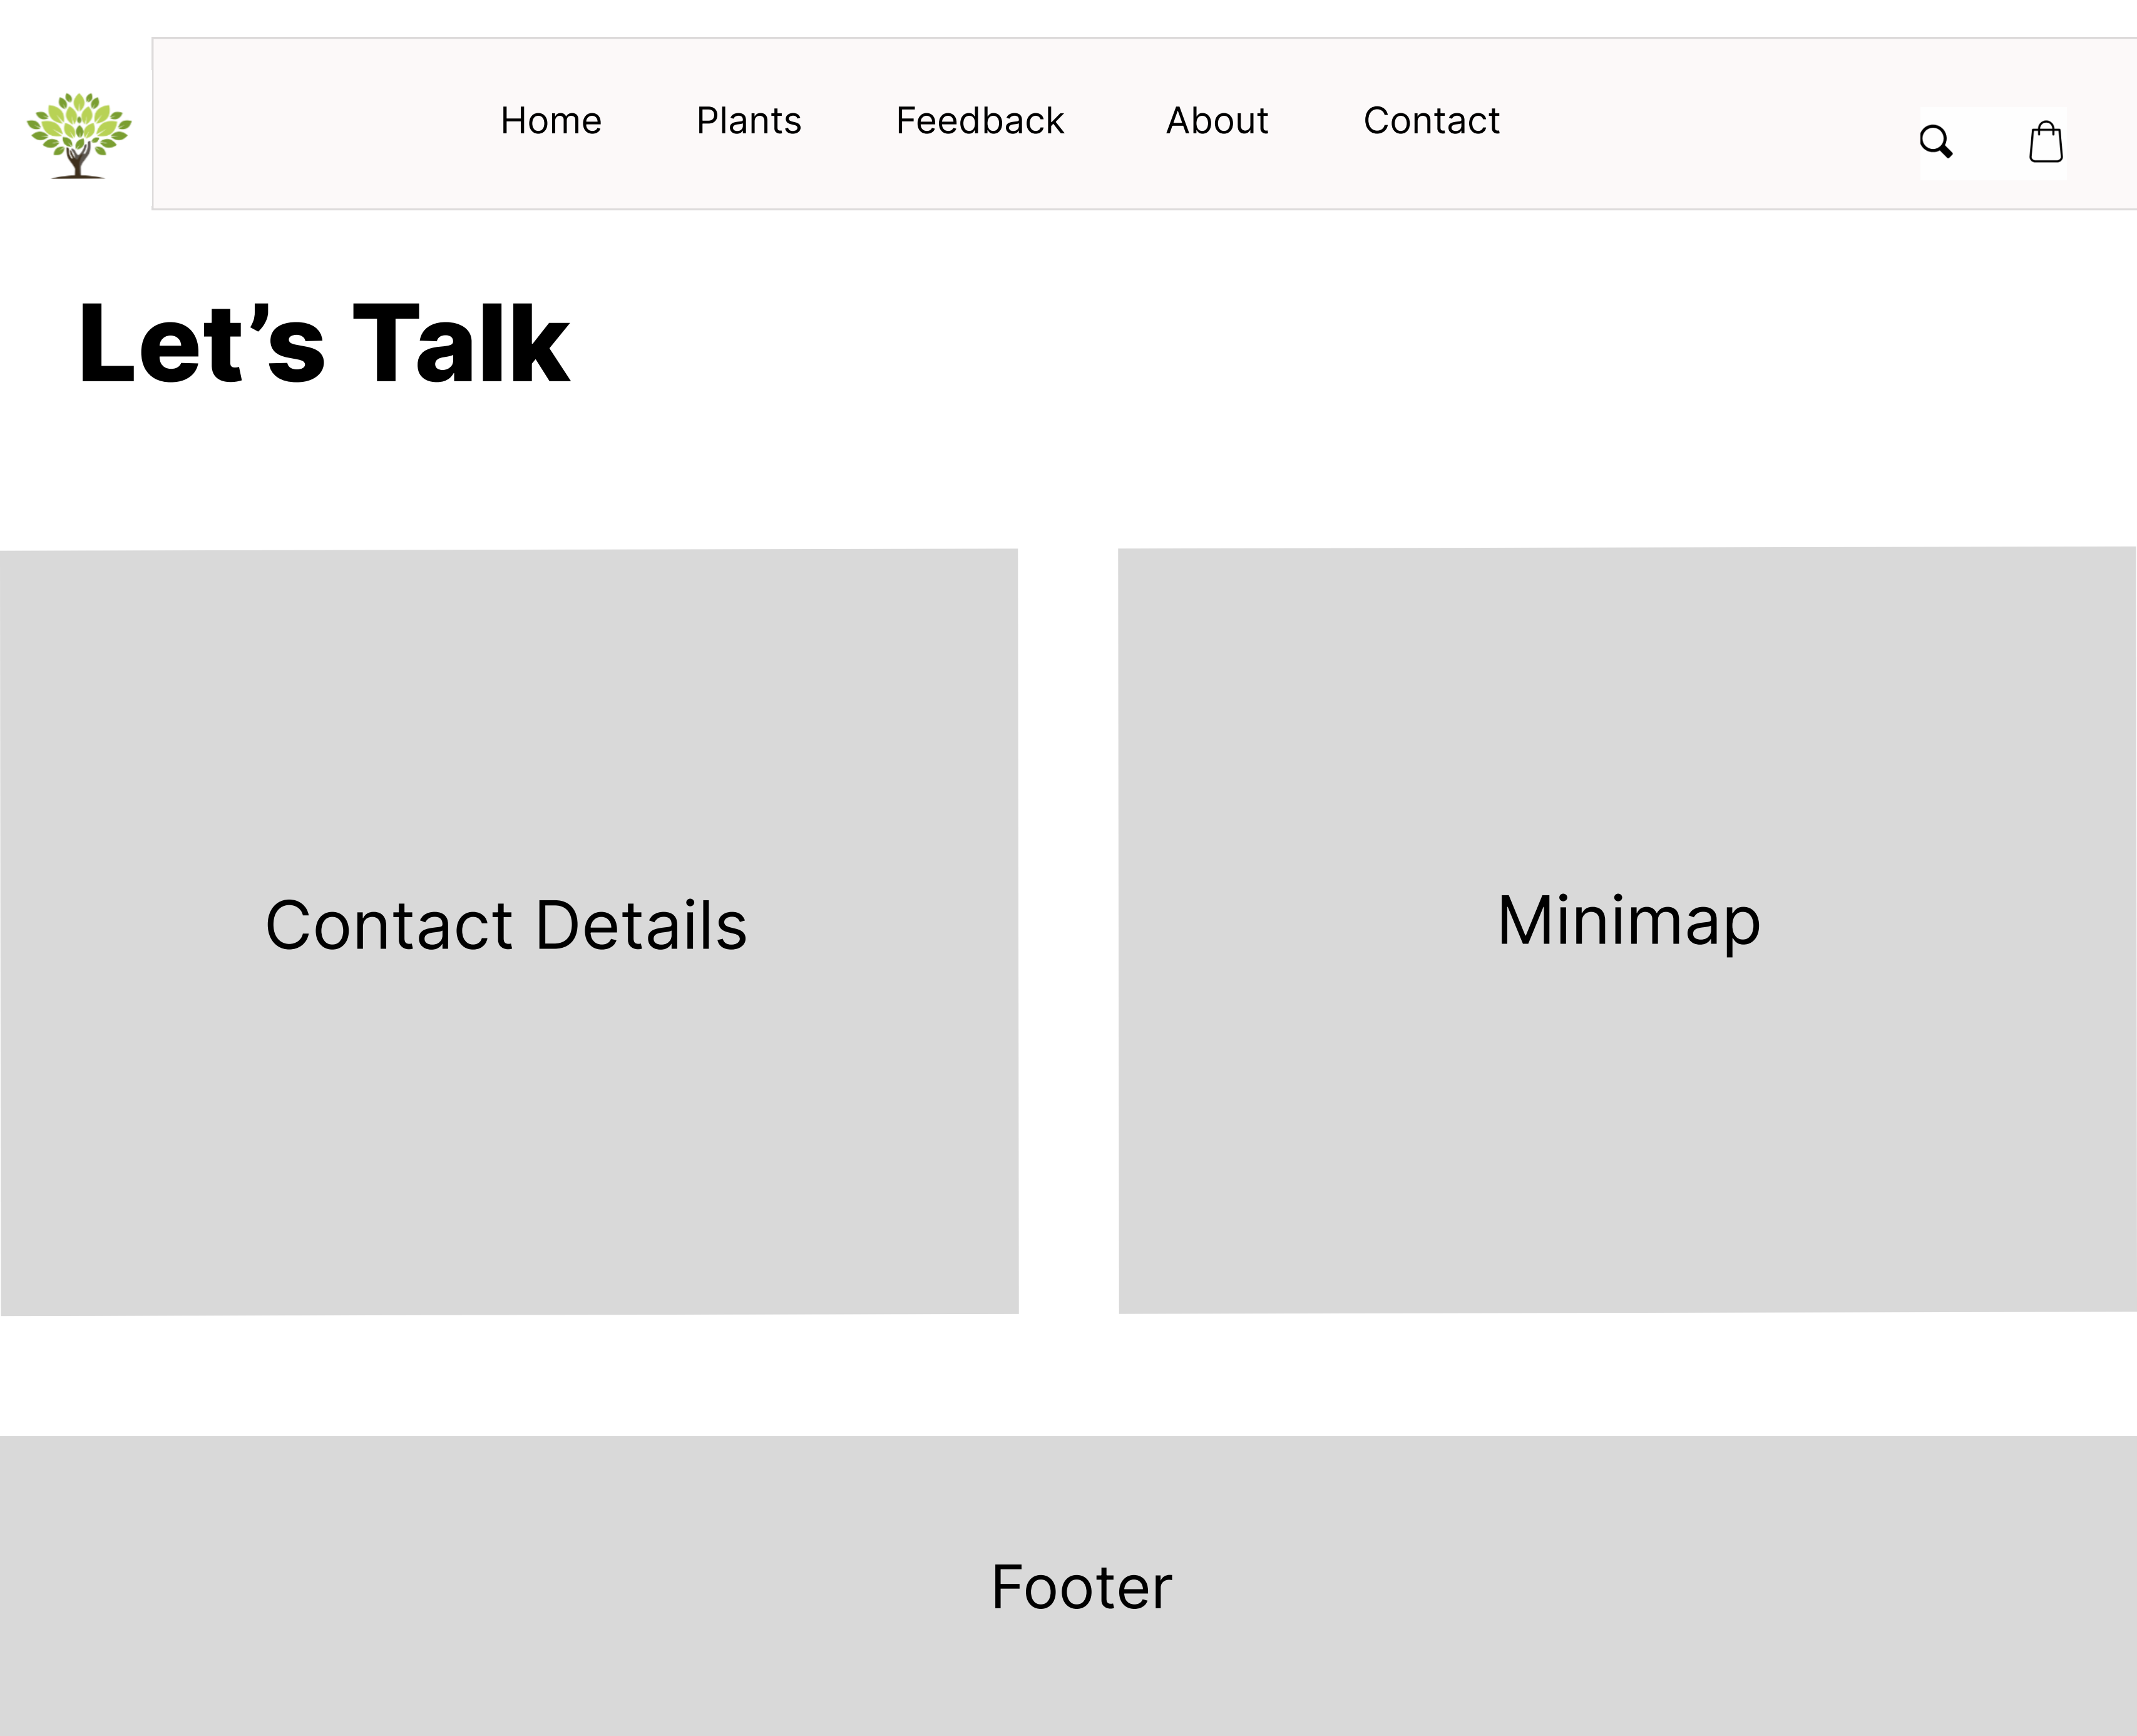 Home Plants Feedback About Contact
Let’s Talk
Contact Details
Minimap
Footer